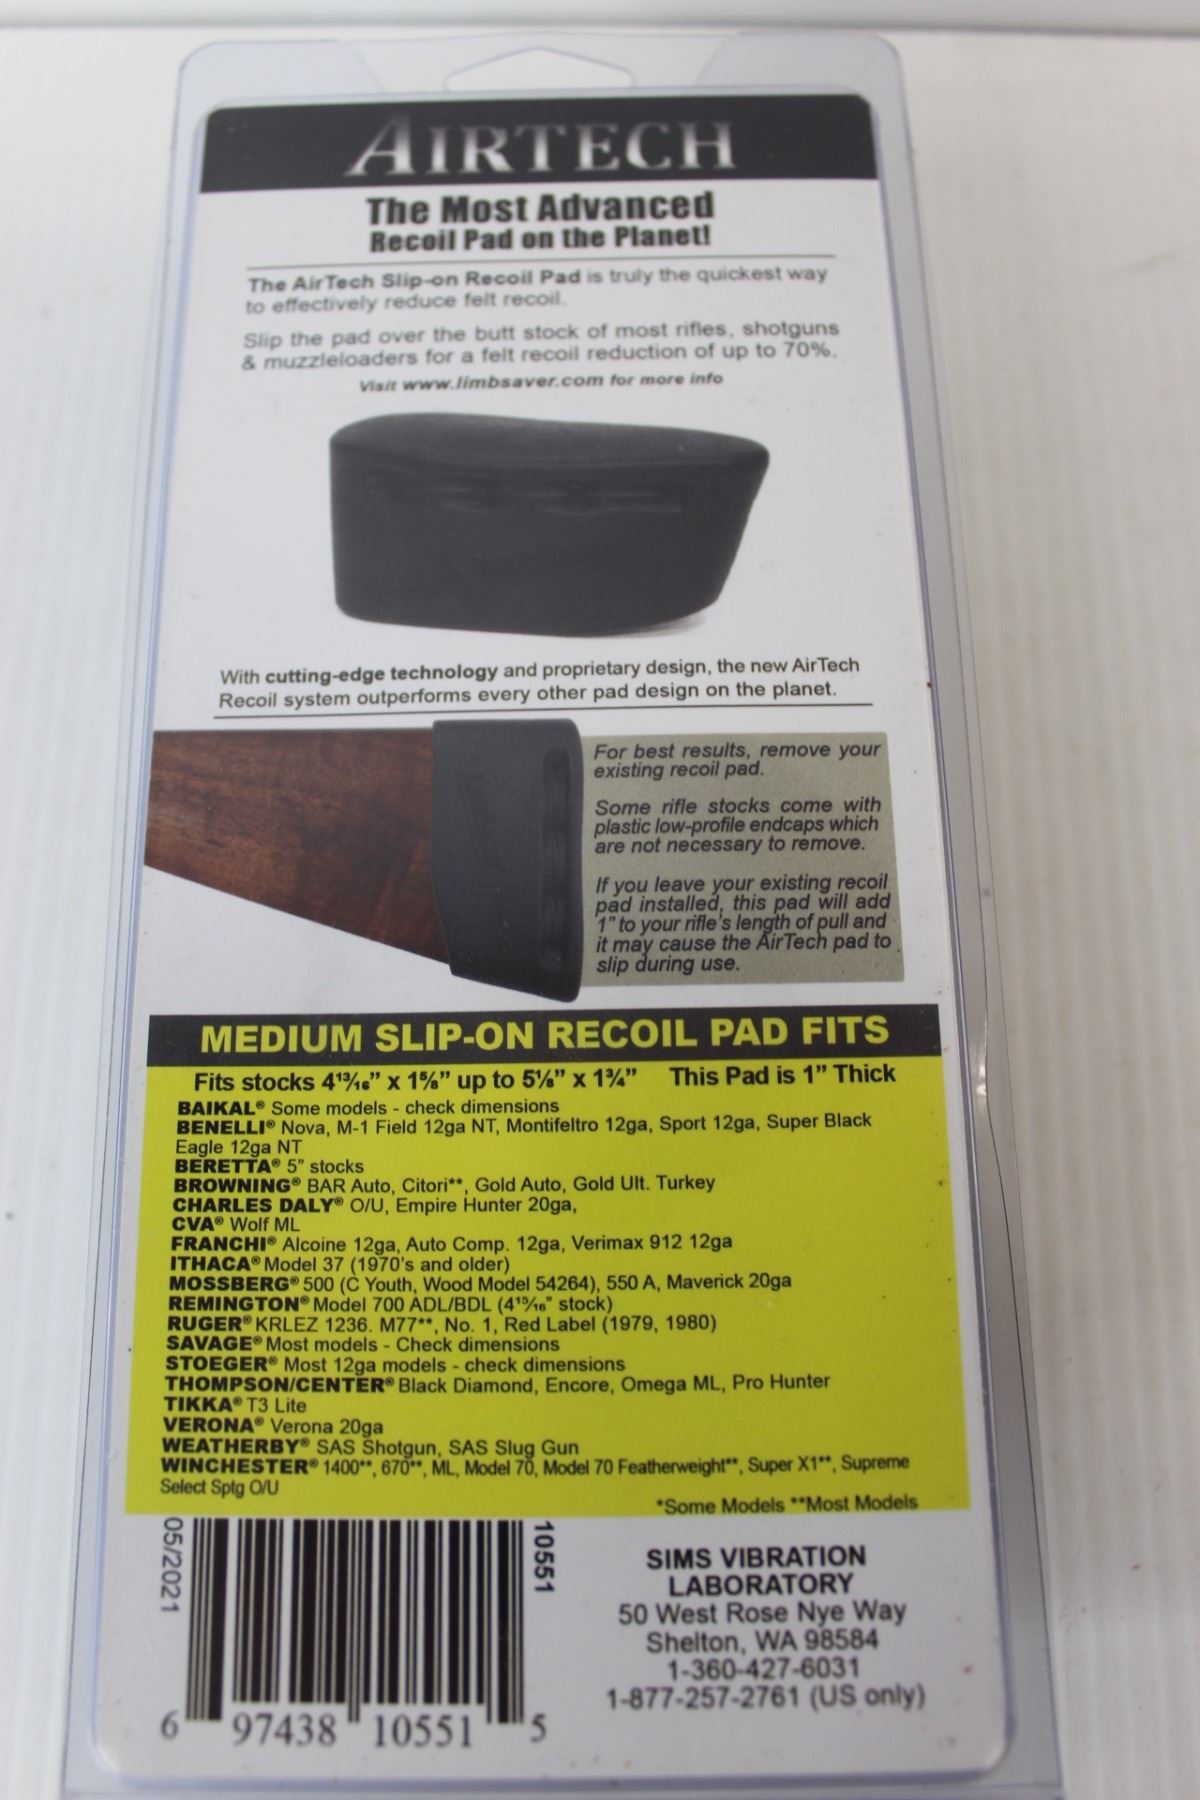 AIRTECH
The Most Advanced
Recoil Pad on the Planet!
The AirTech Slip-on Recoil Pad is truly the quickest way
to effectively reduce felt recoil.
Slip the pad over the butt stock of most rifles, shotguns
& muzzleloaders for a felt recoil reduction of up to 70%.
Visit www.limbsaver.com for more info
With cutting-edge technology and proprietary design, the new AirTech
Recoil system outperforms every other pad design on the planet.
For best results, remove your
existing recoil pad.
Some rifle stocks come with
plastic low-profile endcaps which
are not necessary to remove.
If you leave your existing recoil
pad installed, this pad will add
1" to your rifle's length of pull and
it may cause the AirTech pad to
slip during use.
MEDIUM SLIP-ON RECOIL PAD FITS
Fits stocks 4¹³⁄₁₆” x 1⅝” up to 5⅛” x 1¾” This Pad is 1” Thick
BAIKAL® Some models - check dimensions
BENELLI® Nova, M-1 Field 12ga NT, Montifeltro 12ga, Sport 12ga, Super Black
Eagle 12ga NT
BERETTA® 5” stocks
BROWNING® BAR Auto, Citori**, Gold Auto, Gold Ult. Turkey
CHARLES DALY® O/U, Empire Hunter 20ga,
CVA® Wolf ML
FRANCHI® Alcoine 12ga, Auto Comp. 12ga, Verimax 912 12ga
ITHACA® Model 37 (1970's and older)
MOSSBERG® 500 (C Youth, Wood Model 54264), 550 A, Maverick 20ga
REMINGTON® Model 700 ADL/BDL (4¹⁵⁄₁₆" stock)
RUGER® KRLEZ 1236. M77**, No. 1, Red Label (1979, 1980)
SAVAGE® Most models - Check dimensions
STOEGER® Most 12ga models - check dimensions
THOMPSON/CENTER® Black Diamond, Encore, Omega ML, Pro Hunter
TIKKA® T3 Lite
VERONA® Verona 20ga
WEATHERBY® SAS Shotgun, SAS Slug Gun
WINCHESTER® 1400**, 670**, ML, Model 70, Model 70 Featherweight**, Super X1**, Supreme
Select Sptg O/U
*Some Models **Most Models
05/2021
10551
6 97438 10551 5
SIMS VIBRATION
LABORATORY
50 West Rose Nye Way
Shelton, WA 98584
1-360-427-6031
1-877-257-2761 (US only)